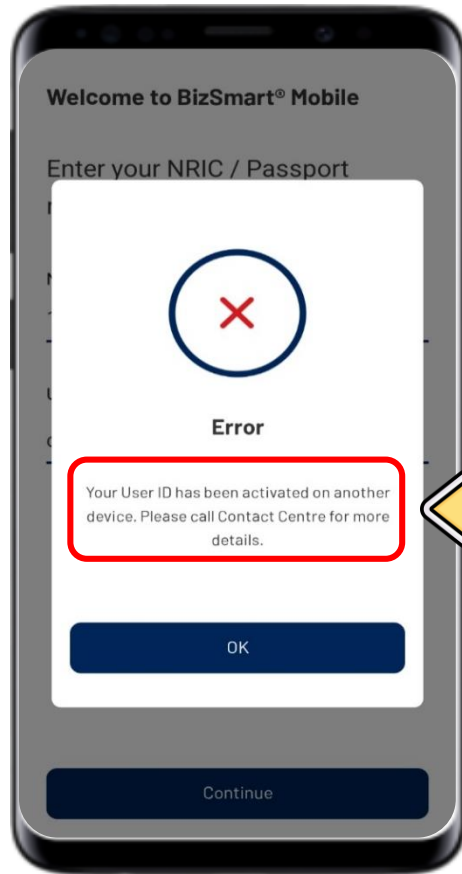 Welcome to BizSmart® Mobile
Enter your NRIC / Passport
Error
Your User ID has been activated on another
device. Please call Contact Centre for more
details.
OK
Continue